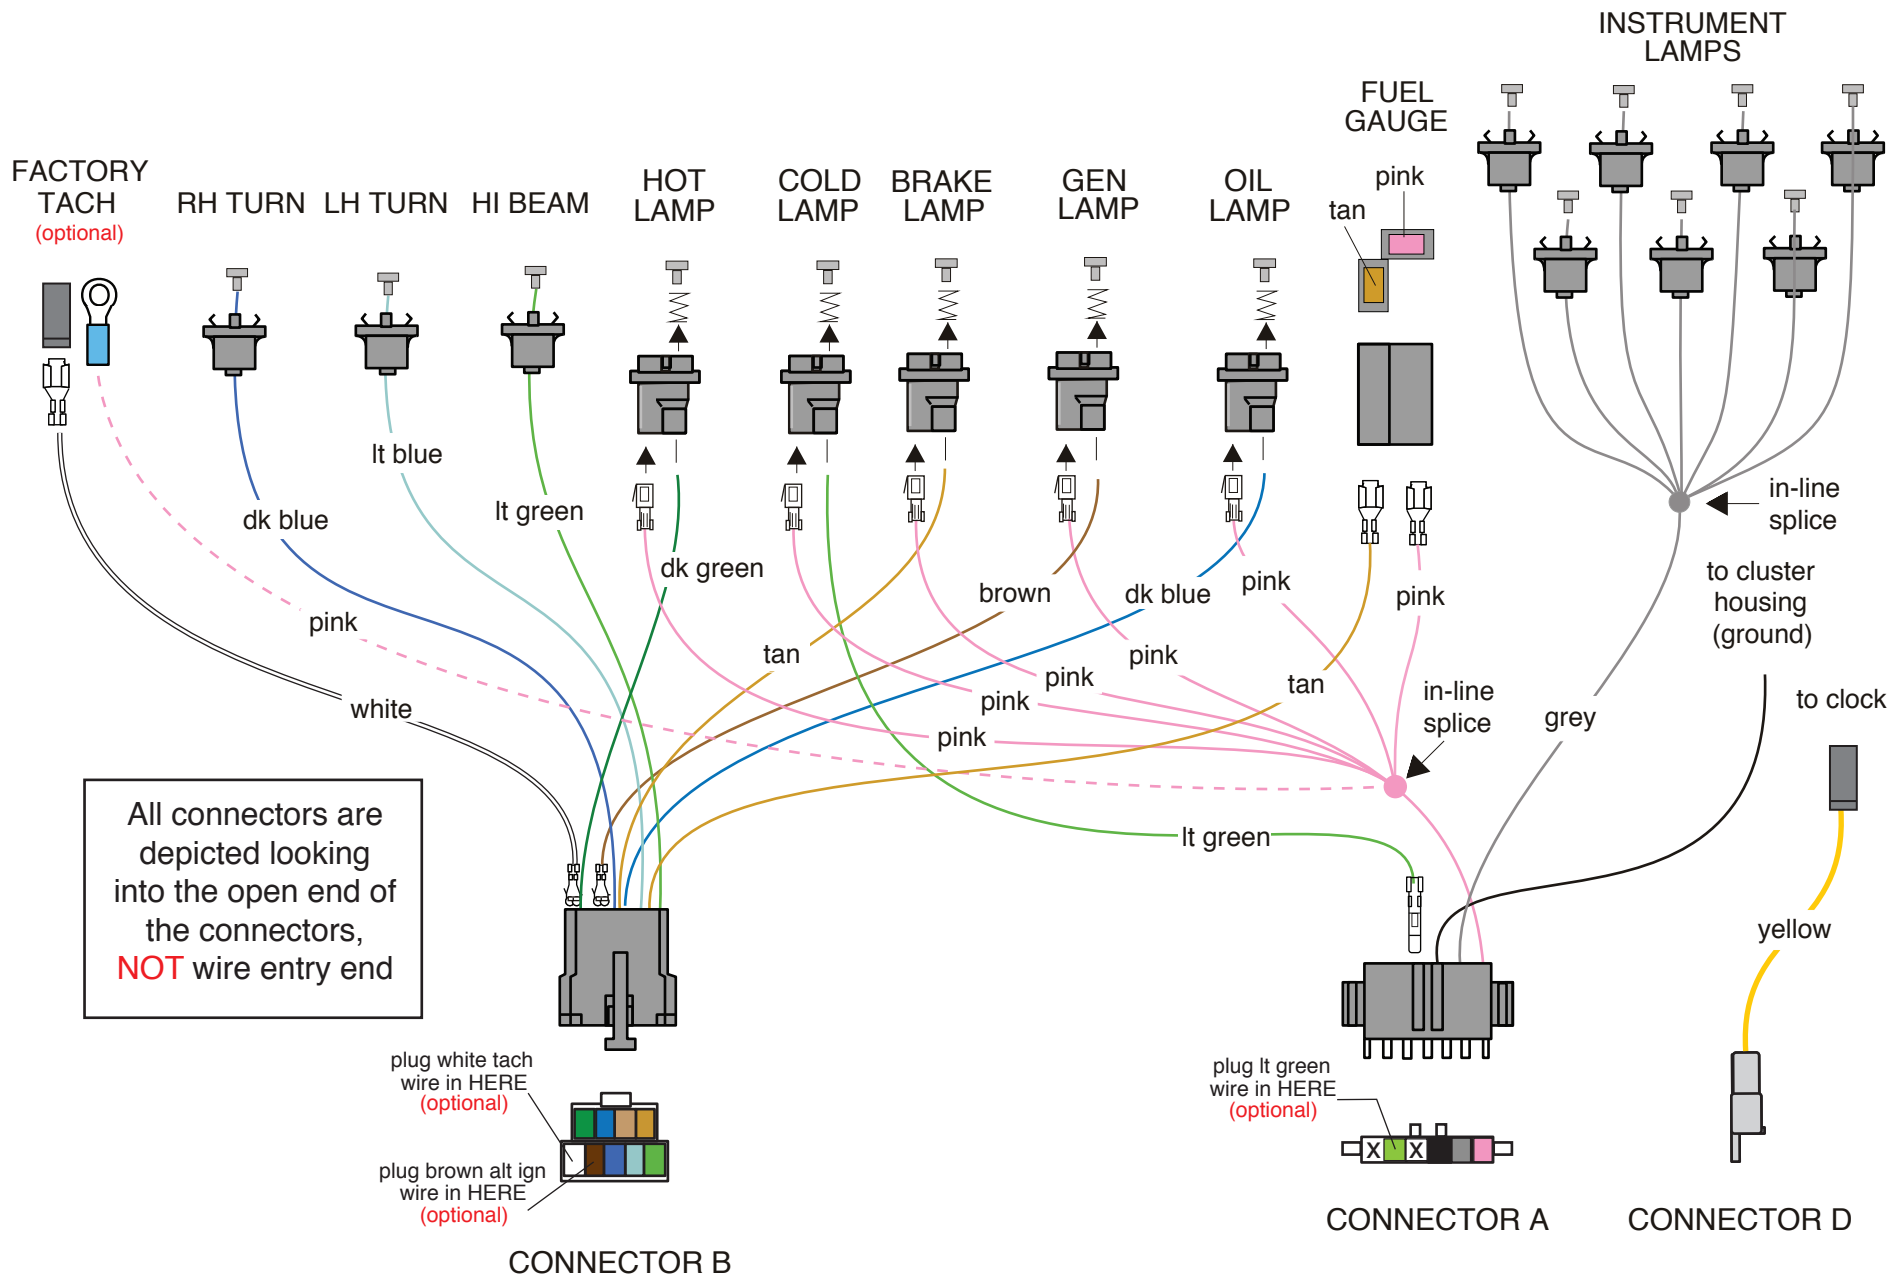 INSTRUMENT
LAMPS
FUEL
GAUGE
FACTORY
TACH
(optional)
RH TURN
LH TURN
HI BEAM
HOT
LAMP
COLD
LAMP
BRAKE
LAMP
GEN
LAMP
OIL
LAMP
pink
tan
lt blue
dk blue
lt green
dk green
pink
brown
dk blue
pink
pink
in-line
splice
to cluster
housing
(ground)
tan
pink
pink
pink
pink
tan
in-line
splice
white
grey
to clock
lt green
yellow
All connectors are
depicted looking
into the open end of
the connectors,
NOT wire entry end
plug white tach
wire in HERE
(optional)
plug brown alt ign
wire in HERE
(optional)
plug lt green
wire in HERE
(optional)
X
X
CONNECTOR B
CONNECTOR A
CONNECTOR D